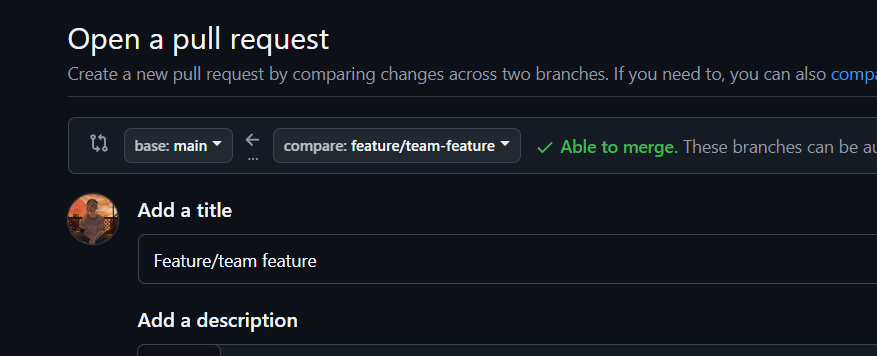 Open a pull request
Create a new pull request by comparing changes across two branches. If you need to, you can also
base: main
...
compare: feature/team-feature
Able to merge. These branches can be
Add a title
Feature/team feature
Add a description